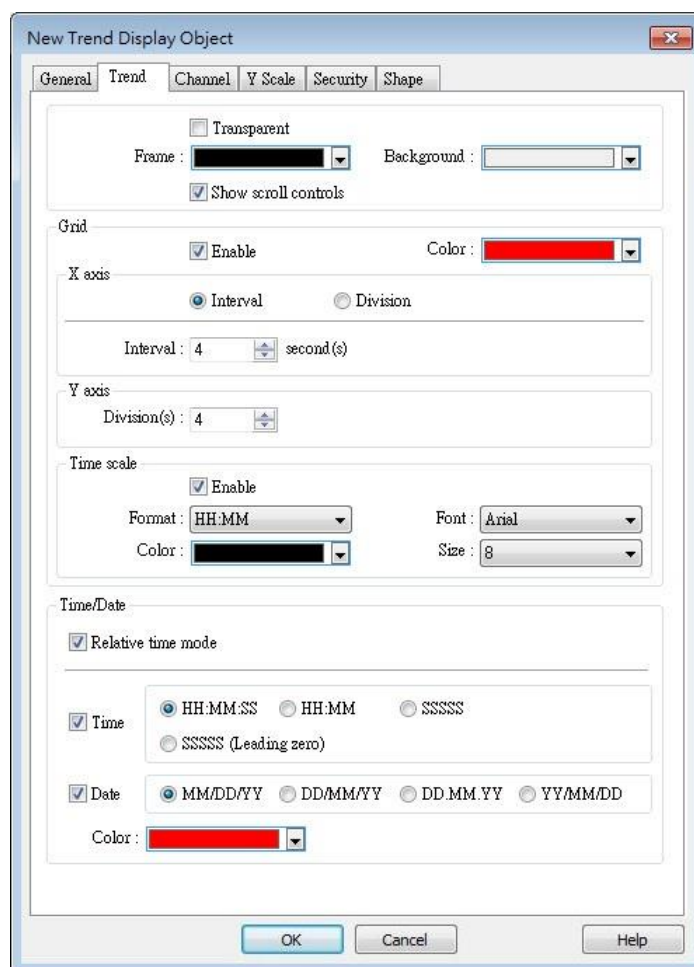 New Trend Display Object
General Trend Channel Y Scale Security Shape
Transparent
Frame : Background :
Show scroll controls
Grid
Enable Color :
X axis
Interval Division
Interval : 4 second(s)
Y axis
Division(s) : 4
Time scale
Enable
Format : HH:MM Font : Arial
Color : Size : 8
Time/Date
Relative time mode
Time HH:MM:SS HH:MM SSSSS
SSSSS (Leading zero)
Date MM/DD/YY DD/MM/YY DD.MM.YY YY/MM/DD
Color :
OK Cancel Help